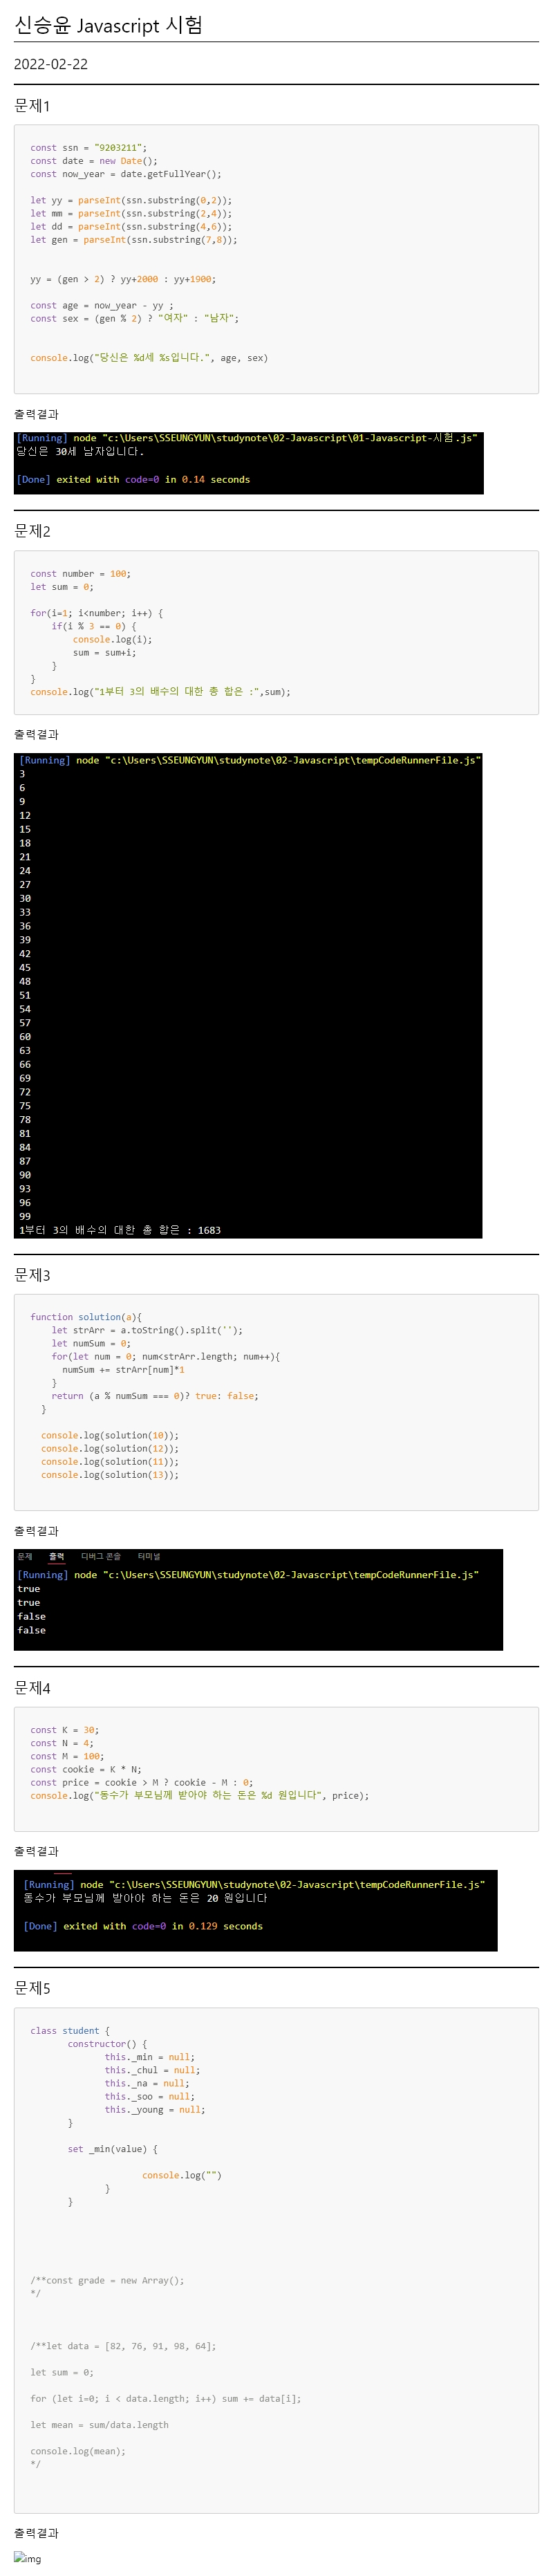 신승윤 Javascript 시험
2022-02-22
문제1
const ssn = "9203211";
const date = new Date();
const now_year = date.getFullYear();
let yy = parseInt(ssn.substring(0,2));
let mm = parseInt(ssn.substring(2,4));
let dd = parseInt(ssn.substring(4,6));
let gen = parseInt(ssn.substring(7,8));
yy = (gen > 2) ? yy+2000 : yy+1900;
const age = now_year - yy ;
const sex = (gen % 2) ? "여자" : "남자";
console.log("당신은 %d세 %s입니다.", age, sex)
출력결과
[Running] node "c:\Users\SSEUNGYUN\studynote\02-Javascript\01-Javascript-시험.js"
당신은 30세 남자입니다.
[Done] exited with code=0 in 0.14 seconds
문제2
const number = 100;
let sum = 0;
for(i=1; i<number; i++) {
if(i % 3 == 0) {
console.log(i);
sum = sum+i;
}
}
console.log("1부터 3의 배수의 대한 총 합은 :",sum);
출력결과
[Running] node "c:\Users\SSEUNGYUN\studynote\02-Javascript\tempCodeRunnerFile.js"
3
6
9
12
15
18
21
24
27
30
33
36
39
42
45
48
51
54
57
60
63
66
69
72
75
78
81
84
87
90
93
96
99
1부터 3의 배수의 대한 총 합은 : 1683
문제3
function solution(a){
let strArr = a.toString().split('');
let numSum = 0;
for(let num = 0; num<strArr.length; num++){
numSum += strArr[num]*1
}
return (a % numSum === 0)? true: false;
}
console.log(solution(10));
console.log(solution(12));
console.log(solution(11));
console.log(solution(13));
출력결과
문제 출력 디버그 콘솔 터미널
[Running] node "c:\Users\SSEUNGYUN\studynote\02-Javascript\tempCodeRunnerFile.js"
true
true
false
false
문제4
const K = 30;
const N = 4;
const M = 100;
const cookie = K * N;
const price = cookie > M ? cookie - M : 0;
console.log("동수가 부모님께 받아야 하는 돈은 %d 원입니다", price);
출력결과
[Running] node "c:\Users\SSEUNGYUN\studynote\02-Javascript\tempCodeRunnerFile.js"
동수가 부모님께 받아야 하는 돈은 20 원입니다
[Done] exited with code=0 in 0.129 seconds
문제5
class student {
constructor() {
this._min = null;
this._chul = null;
this._na = null;
this._soo = null;
this._young = null;
}
set _min(value) {
console.log("")
}
}
/**const grade = new Array();
*/
/**let data = [82, 76, 91, 98, 64];
let sum = 0;
for (let i=0; i < data.length; i++) sum += data[i];
let mean = sum/data.length
console.log(mean);
*/
출력결과
img